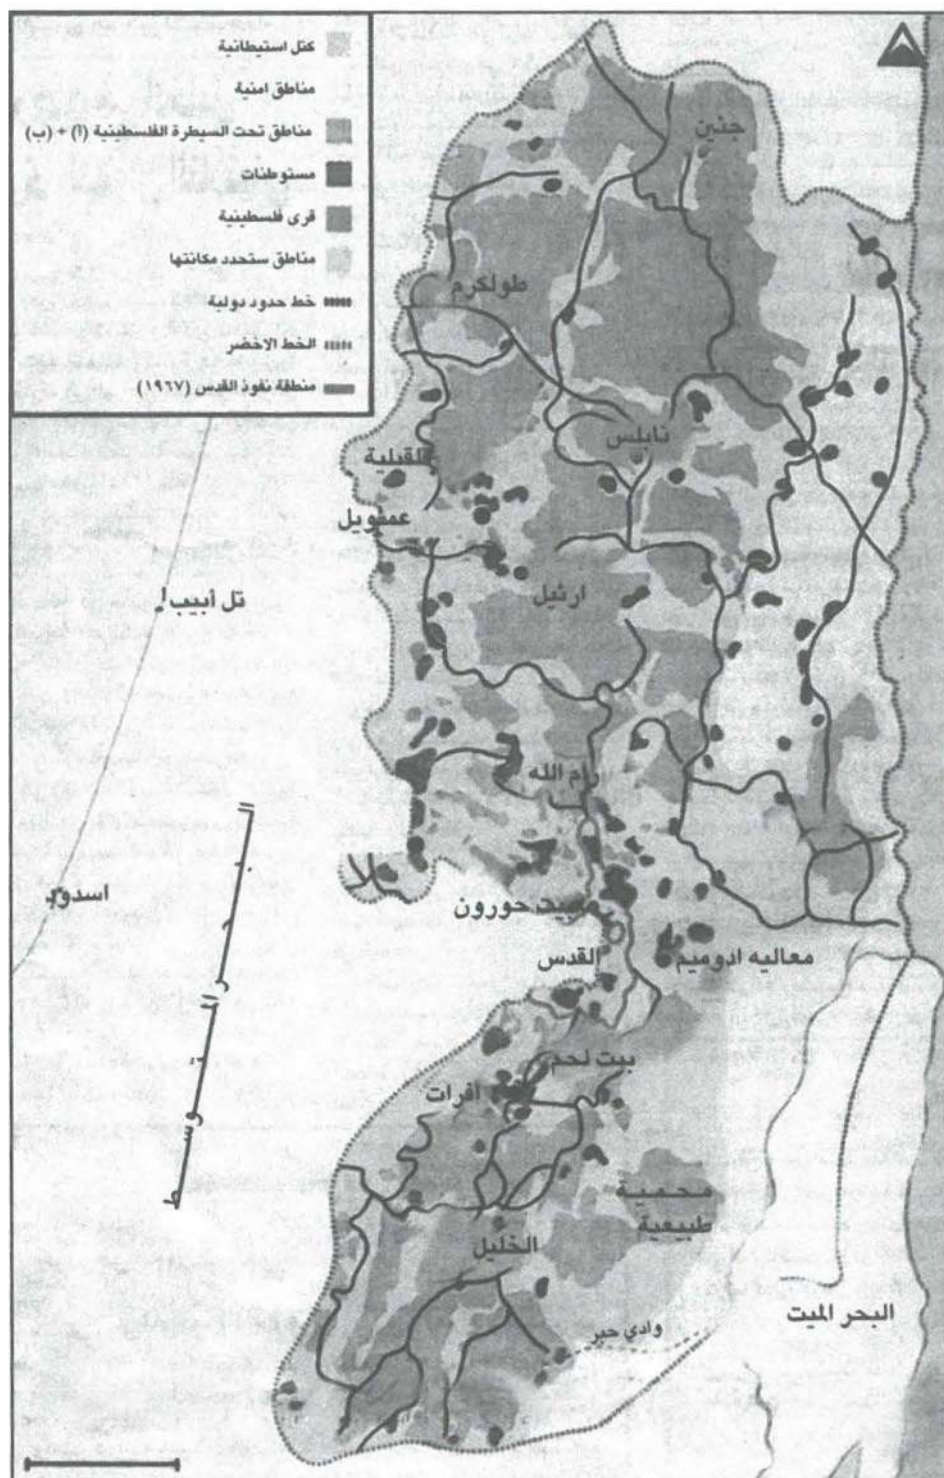 كتل استيطانية
مناطق امنية
مناطق تحت السيطرة الفلسطينية (أ) + (ب)
مستوطنات
قرى فلسطينية
مناطق ستحدد مكانتها
خط حدود دولية
الخط الاخضر
منطقة نفوذ القدس (١٩٦٧)
جنين
طولكرم
نابلس
قلقيلية
عمنويل
تل أبيب
ارئيل
رام الله
اسدود
بيت حورون
القدس
معاليه ادوميم
البحر المتوسط
بيت لحم
افرات
محمية
طبيعية
الخليل
البحر الميت
وادي حبر